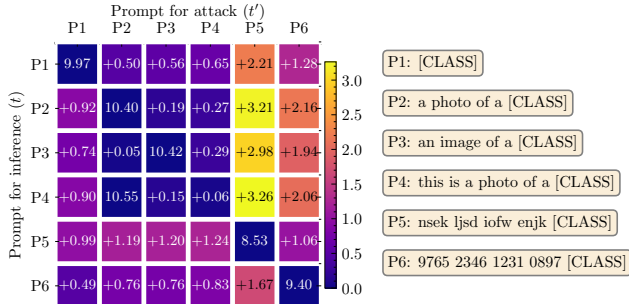 Prompt for attack (t′)
P1 P2 P3 P4 P5 P6
Prompt for inference (t)
P1 9.97 +0.50 +0.56 +0.65 +2.21 +1.28
P2 +0.92 10.40 +0.19 +0.27 +3.21 +2.16
P3 +0.74 +0.05 10.42 +0.29 +2.98 +1.94
P4 +0.90 10.55 +0.15 +0.06 +3.26 +2.06
P5 +0.99 +1.19 +1.20 +1.24 8.53 +1.06
P6 +0.49 +0.76 +0.76 +0.83 +1.67 9.40
3.0
2.5
2.0
1.5
1.0
0.5
0.0
P1: [CLASS]
P2: a photo of a [CLASS]
P3: an image of a [CLASS]
P4: this is a photo of a [CLASS]
P5: nsek ljsd iofw enjk [CLASS]
P6: 9765 2346 1231 0897 [CLASS]